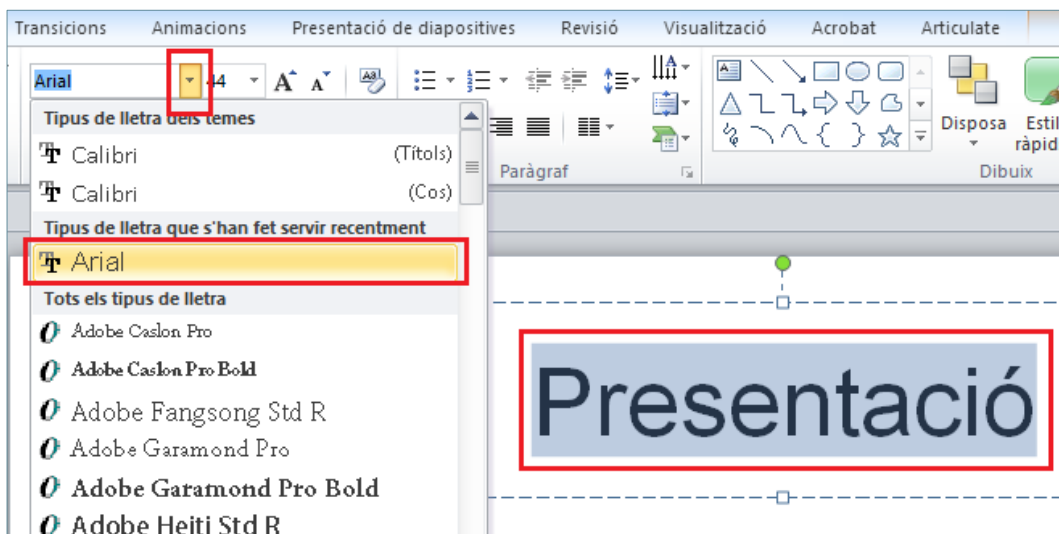 Transicions Animacions Presentació de diapositives Revisió Visualització Acrobat Articulate
Arial 44
Tipus de lletra dels temes
Calibri (Títols)
Calibri (Cos)
Tipus de lletra que s'han fet servir recentment
Arial
Tots els tipus de lletra
Adobe Caslon Pro
Adobe Caslon Pro Bold
Adobe Fangsong Std R
Adobe Garamond Pro
Adobe Garamond Pro Bold
Adobe Heiti Std R
Paràgraf
Disposa
Estil
ràpid
Dibuix
Presentació